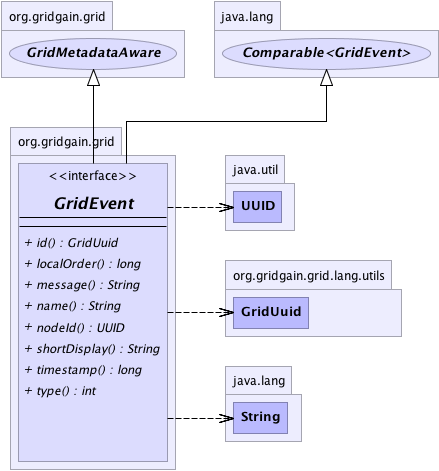 org.gridgain.grid
GridMetadataAware
java.lang
Comparable<GridEvent>
org.gridgain.grid
<<interface>>
GridEvent
+ id() : GridUuid
+ localOrder() : long
+ message() : String
+ name() : String
+ nodeId() : UUID
+ shortDisplay() : String
+ timestamp() : long
+ type() : int
java.util
UUID
org.gridgain.grid.lang.utils
GridUuid
java.lang
String